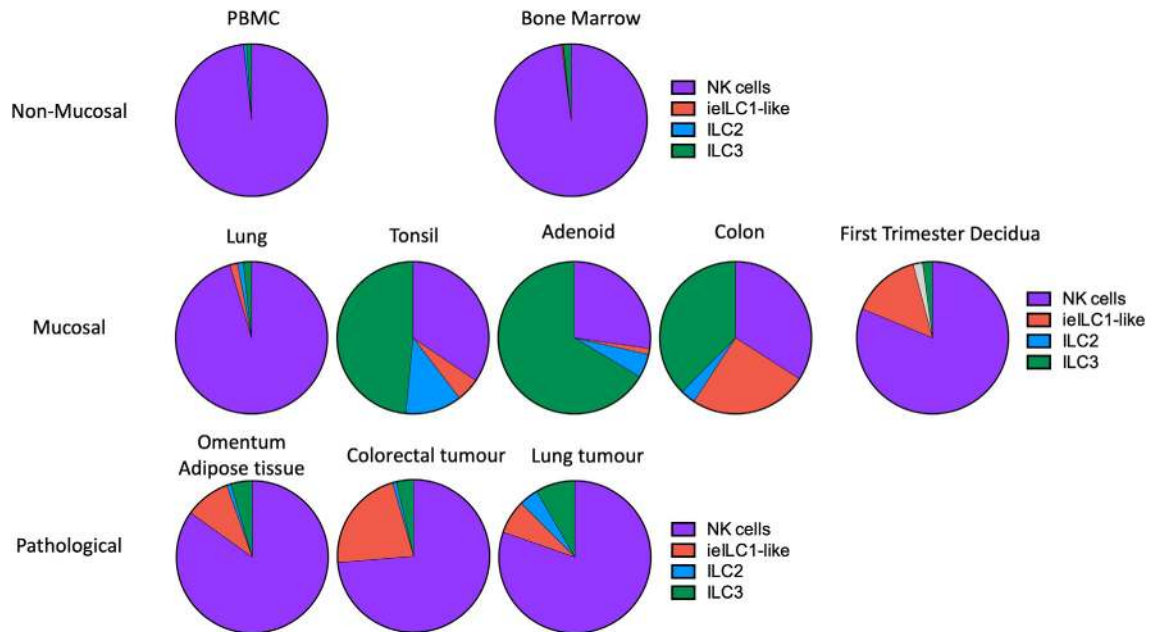 PBMC
Bone Marrow
Non-Mucosal
NK cells
ieILC1-like
ILC2
ILC3
Lung
Tonsil
Adenoid
Colon
First Trimester Decidua
Mucosal
NK cells
ieILC1-like
ILC2
ILC3
Omentum
Adipose tissue
Colorectal tumour
Lung tumour
Pathological
NK cells
ieILC1-like
ILC2
ILC3